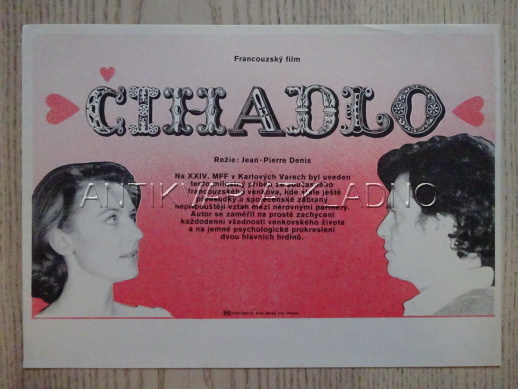 Francouzský film
ČIHADLO
Režie: Jean-Pierre Denis
Na XXIV. MFF v Karlových Varech byl uveden
tento milostný příběh ze současného
francouzského venkova, kde stále ještě
předsudky a společenské zábrany
nepřipouštějí vztah mezi nerovnými partnery.
Autor se zaměřil na prosté zachycení
každodenní všednosti venkovského života
a na jemné psychologické prokreslení
dvou hlavních hrdinů.
ANTIKVARIÁT KLADNO